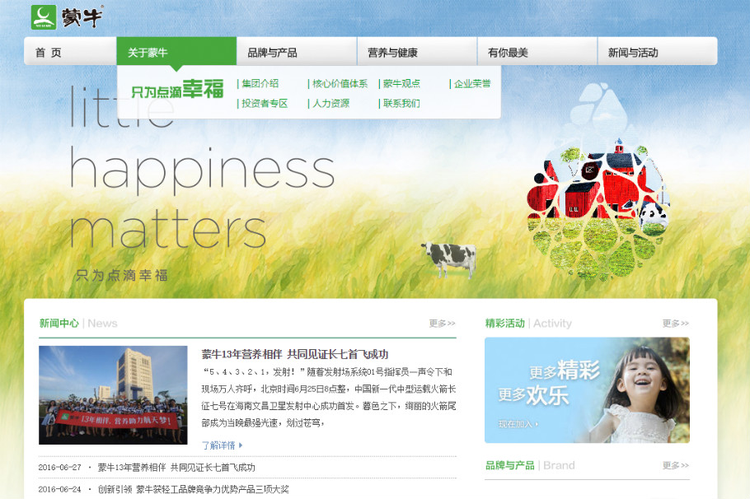 蒙牛
首 页
关于蒙牛
品牌与产品
营养与健康
有你最美
新闻与活动
只为点滴幸福
集团介绍
核心价值体系
蒙牛观点
企业荣誉
投资者专区
人力资源
联系我们
little
happiness
matters
只为点滴幸福
新闻中心 | News
更多>>
蒙牛13年营养相伴 共同见证长七首飞成功
“5、4、3、2、1，发射！”随着发射场系统01号指挥员一声令下和
现场万人齐呼，北京时间6月25日8点整，中国新一代中型运载火箭长
征七号在海南文昌卫星发射中心成功首发。暮色之下，绚丽的火箭尾
部成为当晚最强光速，划过苍穹，
了解详情
13年相伴，营养助力航天梦！
2016-06-27 · 蒙牛13年营养相伴 共同见证长七首飞成功
2016-06-24 · 创新引领 蒙牛获轻工品牌竞争力优势产品三项大奖
精彩活动 | Activity
更多>>
更多精彩
更多欢乐
现在加入
品牌与产品 | Brand
更多>>